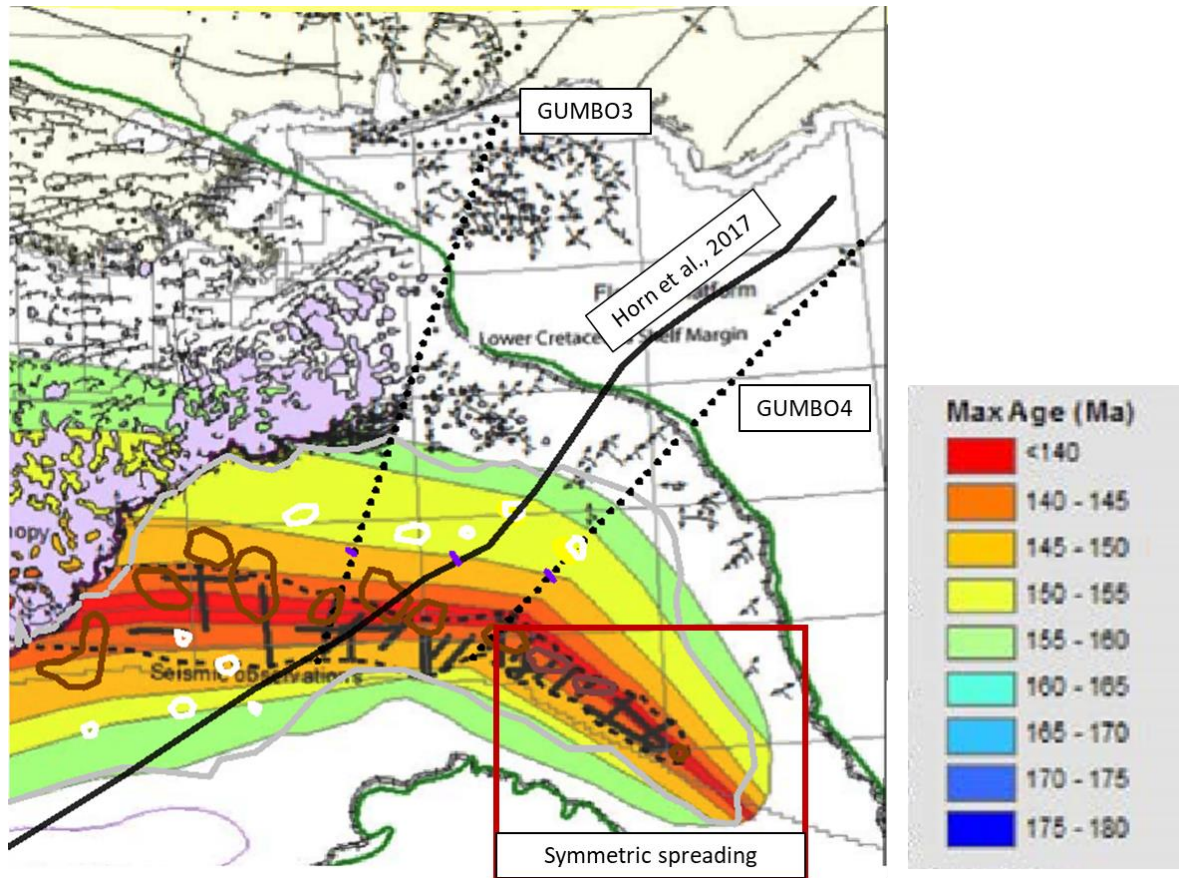 GUMBO3
Horn et al., 2017
Lower Cretace
Shelf Margin
GUMBO4
Max Age (Ma)
<140
140 - 145
145 - 150
150 - 155
155 - 160
160 - 165
165 - 170
170 - 175
175 - 180
nopy
Seismic observations
Symmetric spreading